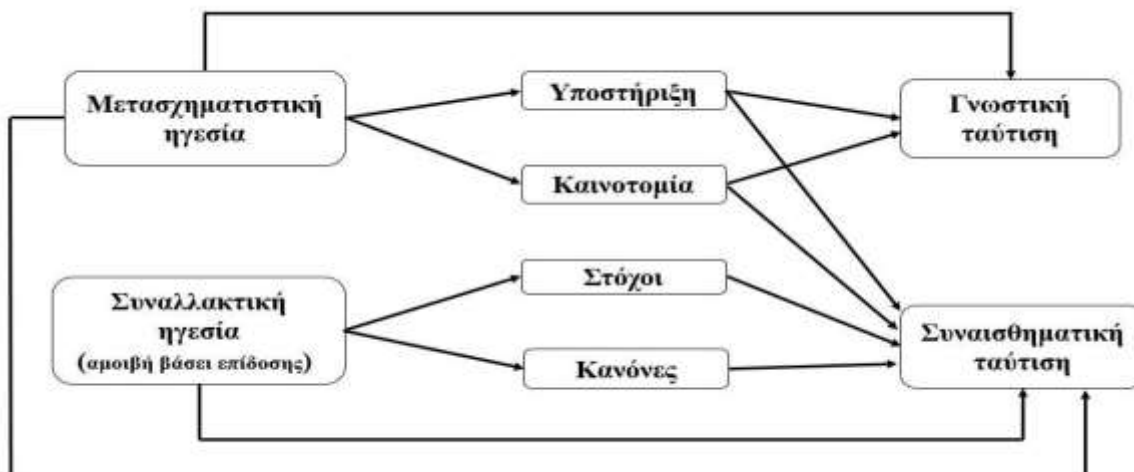 Μετασχηματιστική
ηγεσία
Υποστήριξη
Καινοτομία
Γνωστική
ταύτιση
Συναλλακτική
ηγεσία
(αμοιβή βάσει επίδοσης)
Στόχοι
Κανόνες
Συναισθηματική
ταύτιση